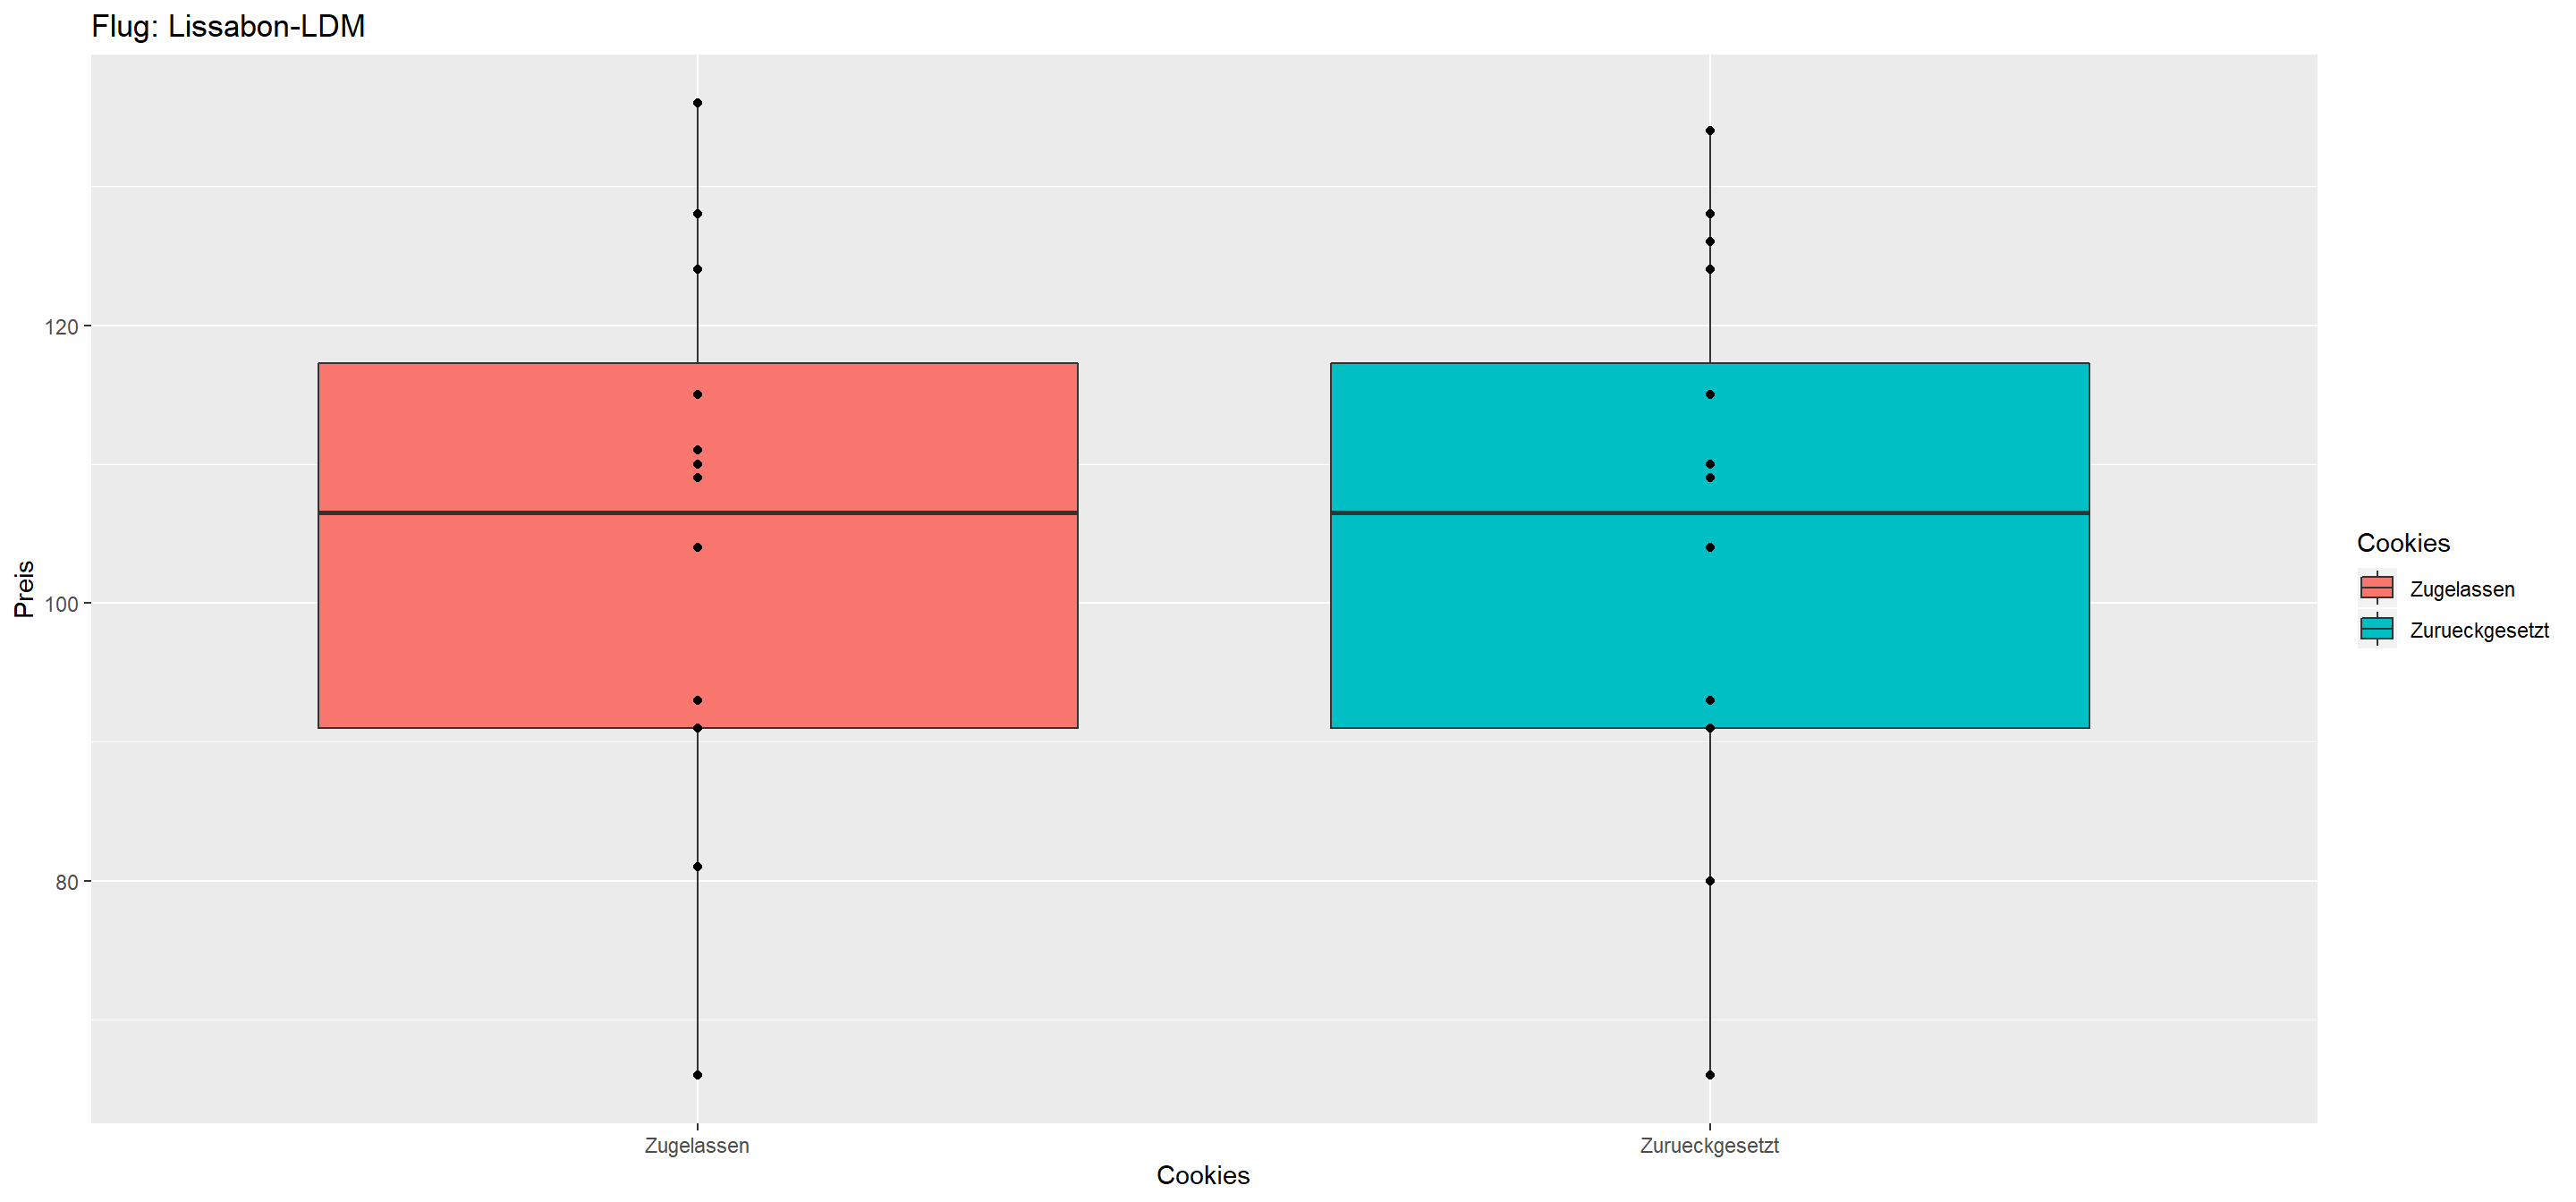 Flug: Lissabon-LDM
Preis
120
100
80
Zugelassen
Zurueckgesetzt
Cookies
Cookies
Zugelassen
Zurueckgesetzt